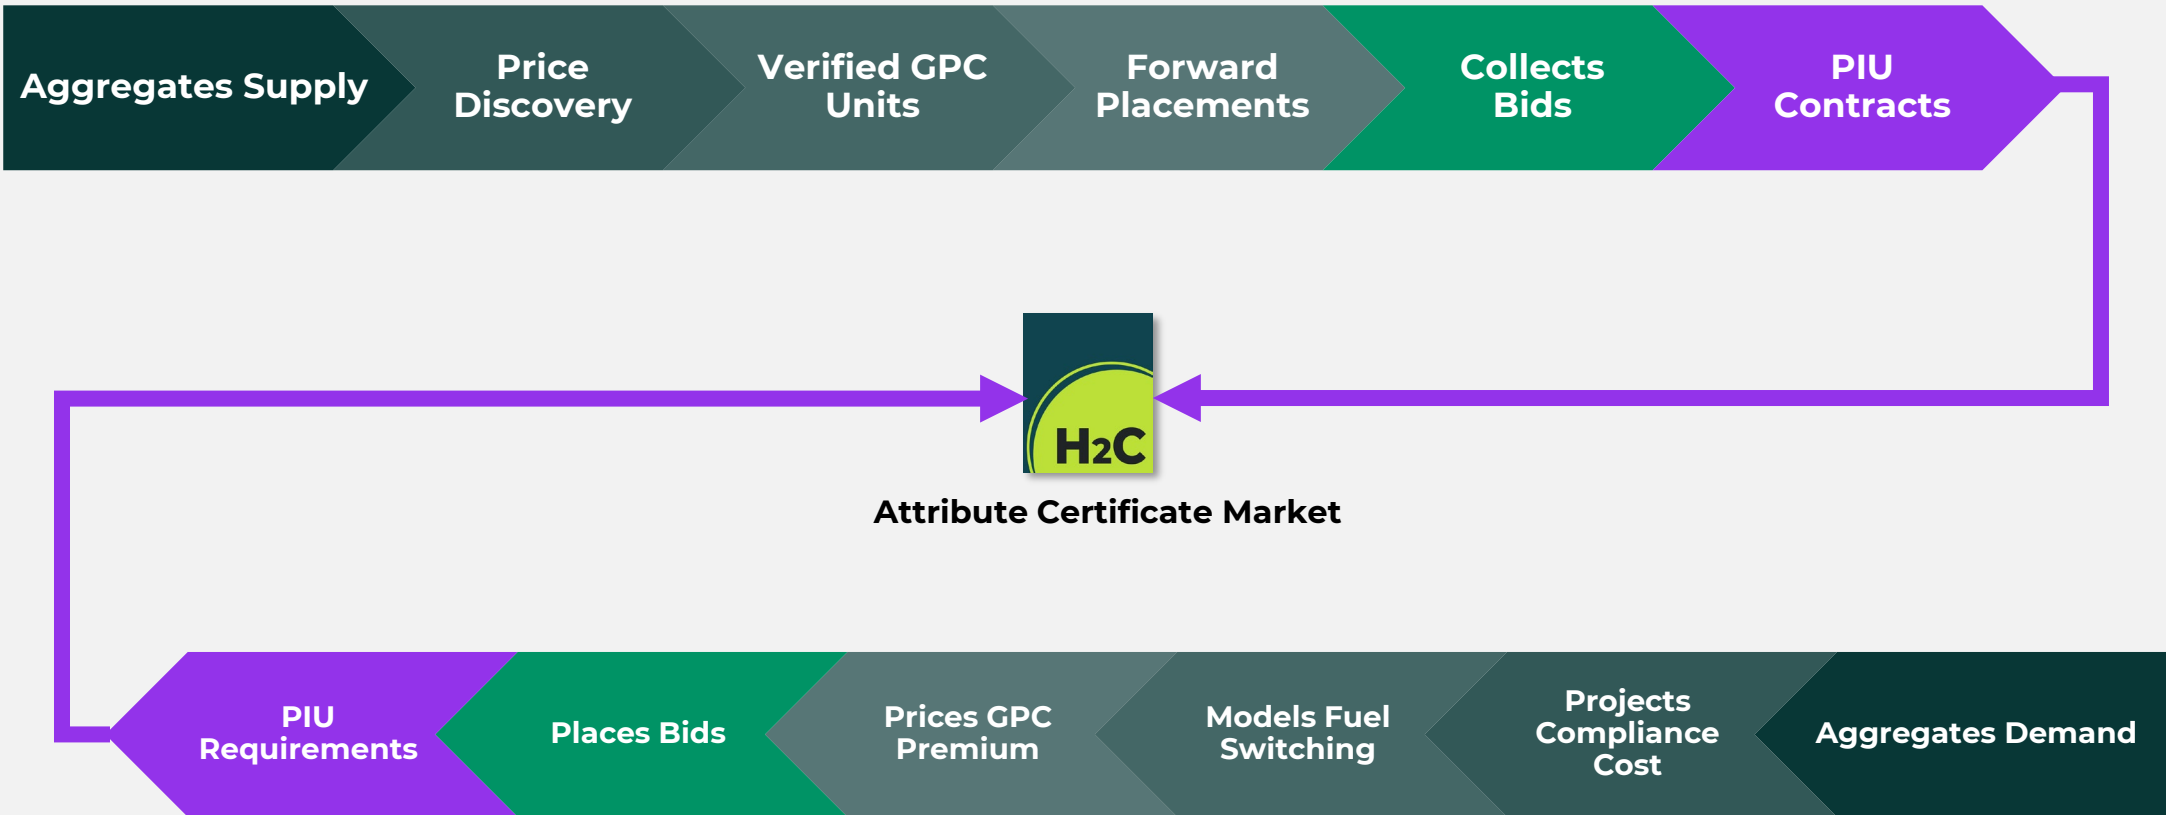 Aggregates Supply
Price
Discovery
Verified GPC
Units
Forward
Placements
Collects
Bids
PIU
Contracts
H2C
Attribute Certificate Market
PIU
Requirements
Places Bids
Prices GPC
Premium
Models Fuel
Switching
Projects
Compliance
Cost
Aggregates Demand